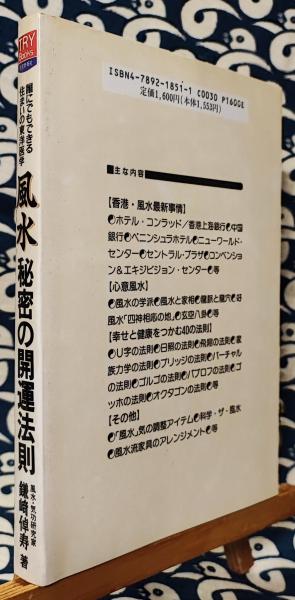 TRY
Books
誰にでもできる
住まいの東洋医学
風水 秘密の開運法則
風水・気功研究家
鎌崎倬寿 著
ISBN4-7892-1851-1 C0030 P1600E
定価1,600円(本体1,553円)
■主な内容
【香港・風水最新事情】
●ホテル・コンラッド/香港上海銀行●中国
銀行●ペニンシュラホテル●ニューワールド・
センター●セントラル・プラザ●コンベンショ
ン＆エキジビション・センター●等
【心意風水】
●風水の学派●風水と家相●龍訳と龍穴●好
風水「四神相応の地」●玄空八卦●等
【幸せと健康をつかむ40の法則】
●U字の法則●日照の法則●飛翔の法則●家
族力学の法則●ブリッジの法則●バーチャル
の法則●ゴルゴの法則●パブロフの法則●ゴ
ッホの法則●オクタゴンの法則●等
【その他】
●「風水」気の調整アイテム●科学・ザ・風水
●風水流家具のアレンジメント●等